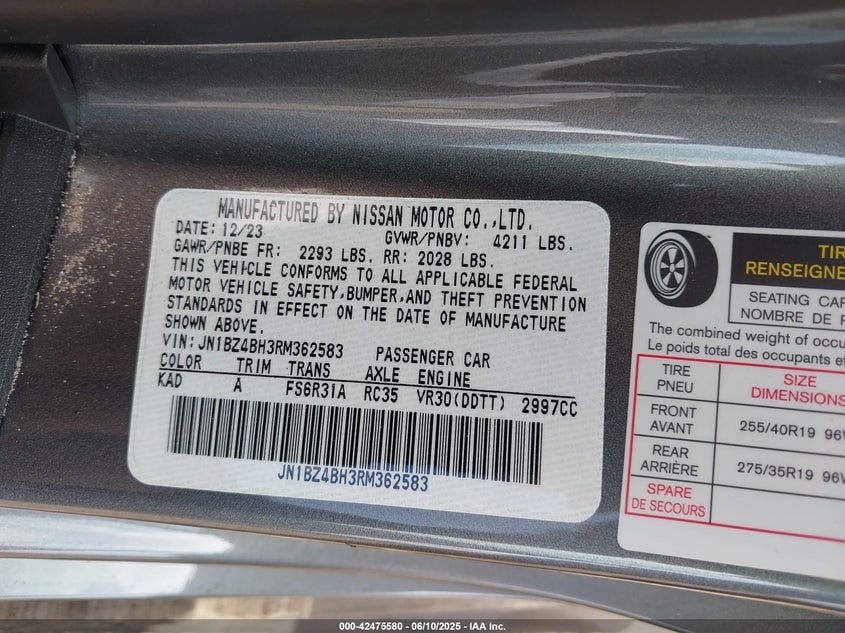 MANUFACTURED BY NISSAN MOTOR CO.,LTD.
DATE: 12/23 GVWR/PNBV: 4211 LBS.
GAWR/PNBE FR: 2293 LBS. RR: 2028 LBS.
THIS VEHICLE CONFORMS TO ALL APPLICABLE FEDERAL
MOTOR VEHICLE SAFETY,BUMPER,AND THEFT PREVENTION
STANDARDS IN EFFECT ON THE DATE OF MANUFACTURE
SHOWN ABOVE.
VIN:JN1BZ4BH3RM362583 PASSENGER CAR
COLOR TRIM TRANS AXLE ENGINE
KAD A FS6R31A RC35 VR30(DDTT) 2997CC
JN1BZ4BH3RM362583
TIR
RENSEIGNE
SEATING CAP
NOMBRE DE P
The combined weight of occu
Le poids total des occupants et
TIRE SIZE
PNEU DIMENSIONS
FRONT
AVANT 255/40R19 96W
REAR
ARRIÈRE 275/35R19 96W
SPARE
DE SECOURS
000-42475580 - 06/10/2025 - IAA Inc.